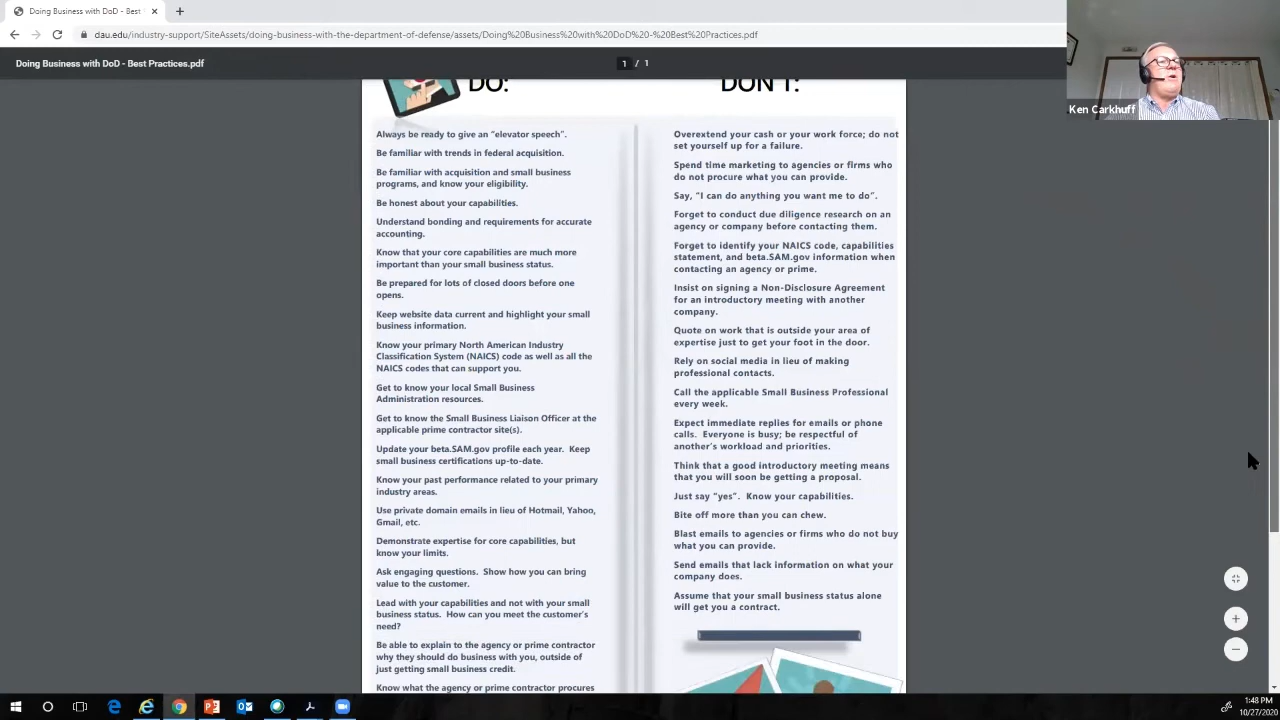 Doing Business with DoD - Best P
dau.edu/industry-support/SiteAssets/doing-business-with-the-department-of-defense/assets/Doing%20Business%20with%20DoD%20-%20Best%20Practices.pdf
Doing Business with DoD - Best Practices.pdf
1 / 1
Ken Carkhuff
DO:
Always be ready to give an “elevator speech”.
Be familiar with trends in federal acquisition.
Be familiar with acquisition and small business
programs, and know your eligibility.
Be honest about your capabilities.
Understand bonding and requirements for accurate
accounting.
Know that your core capabilities are much more
important than your small business status.
Be prepared for lots of closed doors before one
opens.
Keep website data current and highlight your small
business information.
Know your primary North American Industry
Classification System (NAICS) code as well as all the
NAICS codes that can support you.
Get to know your local Small Business
Administration resources.
Get to know the Small Business Liaison Officer at the
applicable prime contractor site(s).
Update your beta.SAM.gov profile each year. Keep
small business certifications up-to-date.
Know your past performance related to your primary
industry areas.
Use private domain emails in lieu of Hotmail, Yahoo,
Gmail, etc.
Demonstrate expertise for core capabilities, but
know your limits.
Ask engaging questions. Show how you can bring
value to the customer.
Lead with your capabilities and not with your small
business status. How can you meet the customer’s
need?
Be able to explain to the agency or prime contractor
why they should do business with you, outside of
just getting small business credit.
Know what the agency or prime contractor procures
DON'T:
Overextend your cash or your work force; do not
set yourself up for a failure.
Spend time marketing to agencies or firms who
do not procure what you can provide.
Say, “I can do anything you want me to do”.
Forget to conduct due diligence research on an
agency or company before contacting them.
Forget to identify your NAICS code, capabilities
statement, and beta.SAM.gov information when
contacting an agency or prime.
Insist on signing a Non-Disclosure Agreement
for an introductory meeting with another
company.
Quote on work that is outside your area of
expertise just to get your foot in the door.
Rely on social media in lieu of making
professional contacts.
Call the applicable Small Business Professional
every week.
Expect immediate replies for emails or phone
calls. Everyone is busy; be respectful of
another’s workload and priorities.
Think that a good introductory meeting means
that you will soon be getting a proposal.
Just say “yes”. Know your capabilities.
Bite off more than you can chew.
Blast emails to agencies or firms who do not buy
what you can provide.
Send emails that lack information on what your
company does.
Assume that your small business status alone
will get you a contract.
1:48 PM
10/27/2020